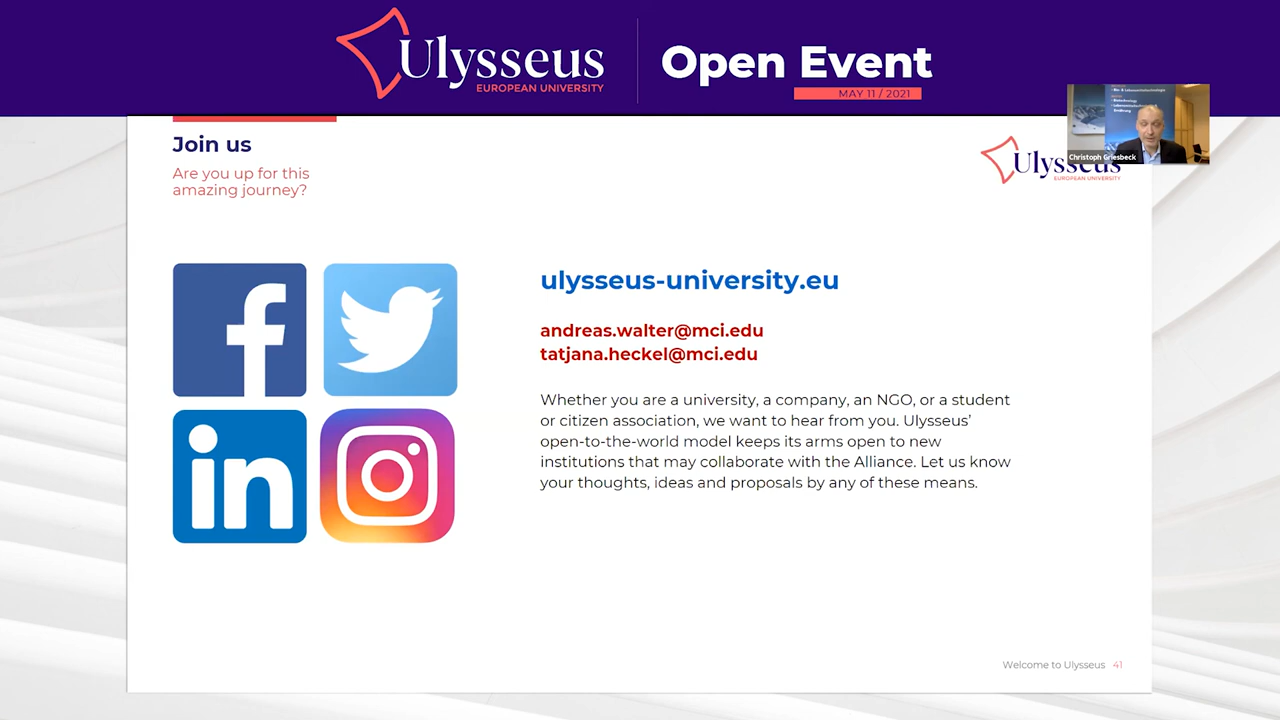 Ulysseus
EUROPEAN UNIVERSITY
Open Event
MAY 11 / 2021
Join us
Are you up for this
amazing journey?
Christoph Griesbeck
Ulysseus
EUROPEAN UNIVERSITY
f
in
ulysseus-university.eu
andreas.walter@mci.edu
tatjana.heckel@mci.edu
Whether you are a university, a company, an NGO, or a student
or citizen association, we want to hear from you. Ulysseus’
open-to-the-world model keeps its arms open to new
institutions that may collaborate with the Alliance. Let us know
your thoughts, ideas and proposals by any of these means.
Welcome to Ulysseus 41